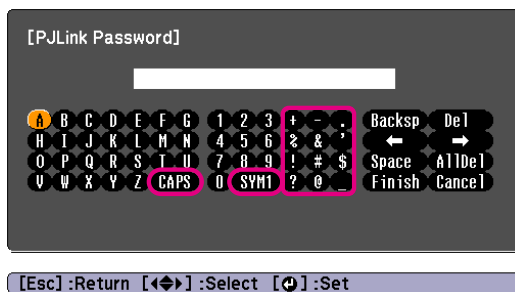 [PJLink Password]
A B C D E F G 1 2 3 + - . Backsp Del
H I J K L M N 4 5 6 % & ' ← →
O P Q R S T U 7 8 9 ! # $ Space AllDel
V W X Y Z CAPS 0 SYM1 ? @ _ Finish Cancel
[Esc] :Return [◀◆▶] :Select [⏎] :Set